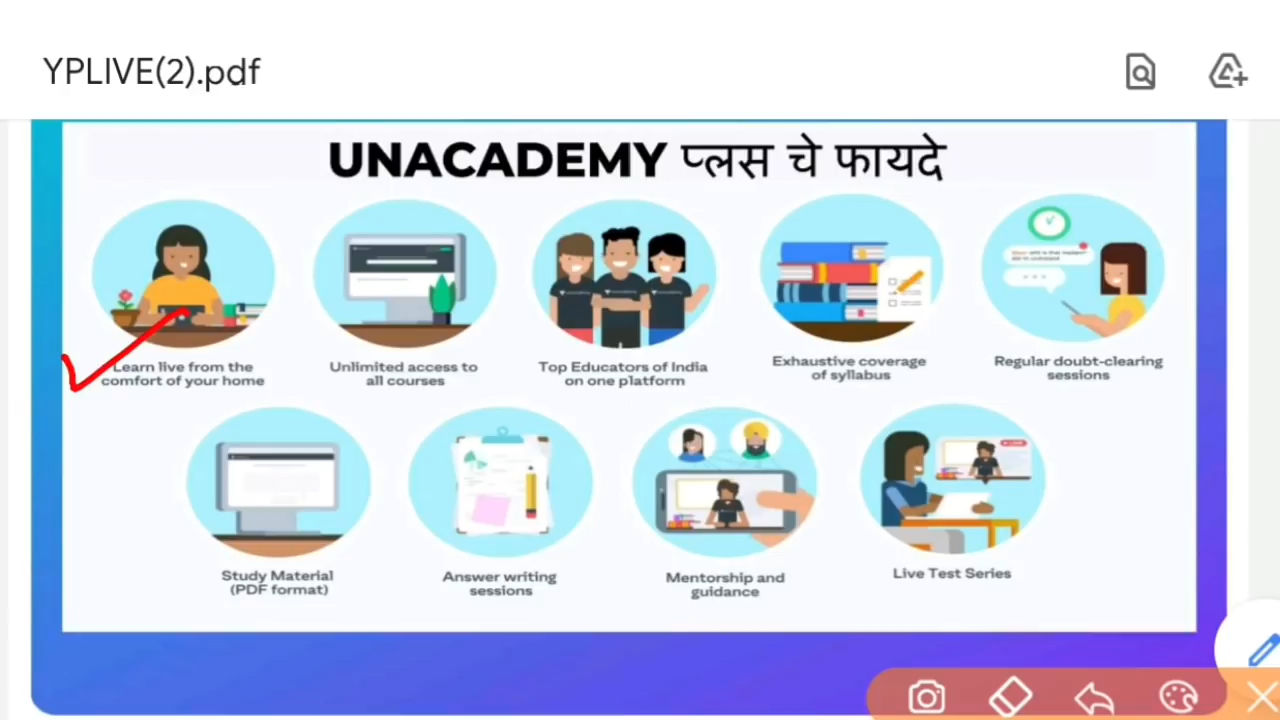 YPLIVE(2).pdf
UNACADEMY प्लस चे फायदे
Learn live from the
comfort of your home
Unlimited access to
all courses
Top Educators of India
on one platform
Exhaustive coverage
of syllabus
Regular doubt-clearing
sessions
Study Material
(PDF format)
Answer writing
sessions
Mentorship and
guidance
Live Test Series